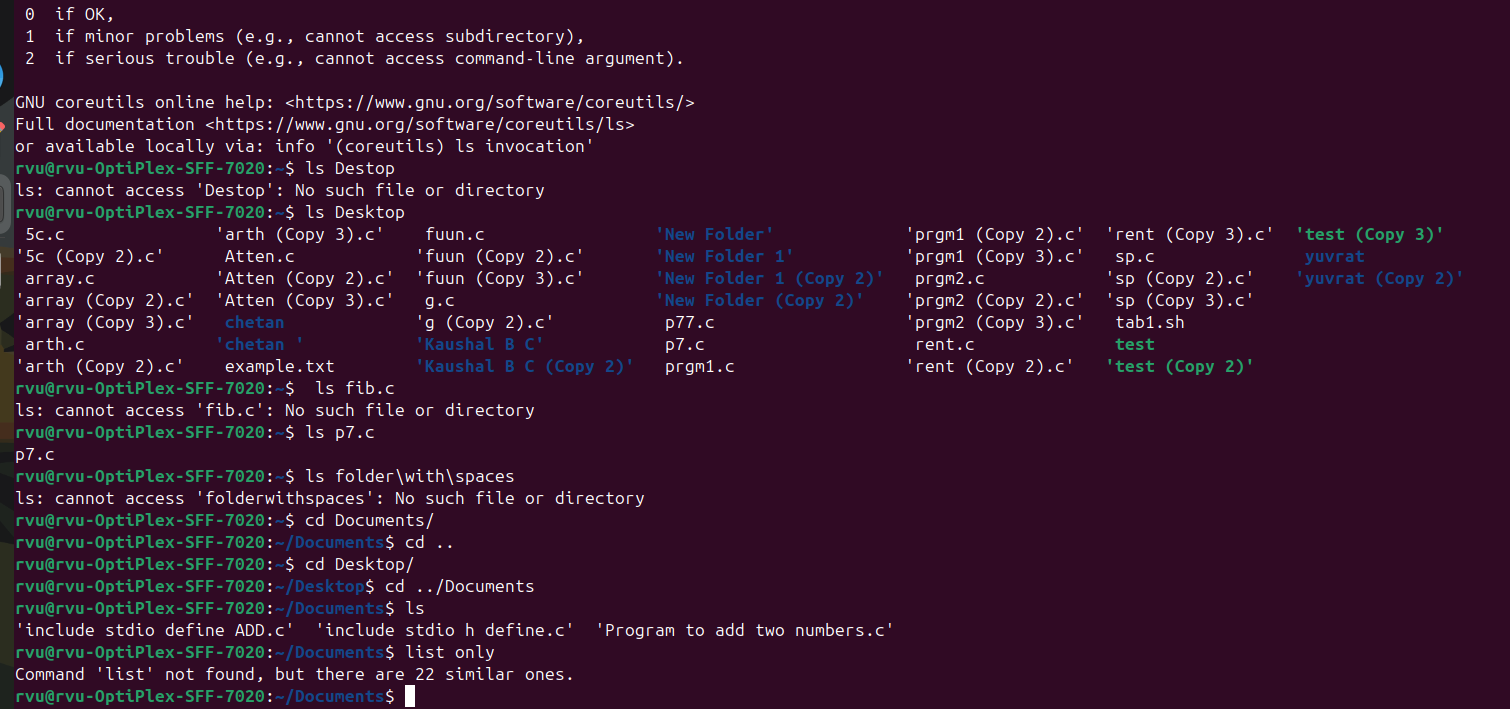 0  if OK,
 1  if minor problems (e.g., cannot access subdirectory),
 2  if serious trouble (e.g., cannot access command-line argument).

GNU coreutils online help: <https://www.gnu.org/software/coreutils/>
Full documentation <https://www.gnu.org/software/coreutils/ls>
or available locally via: info '(coreutils) ls invocation'
rvu@rvu-OptiPlex-SFF-7020:~$ ls Destop
ls: cannot access 'Destop': No such file or directory
rvu@rvu-OptiPlex-SFF-7020:~$ ls Desktop
 5c.c               'arth (Copy 3).c'    fuun.c                 'New Folder'             'prgm1 (Copy 2).c'  'rent (Copy 3).c'  'test (Copy 3)'
'5c (Copy 2).c'      Atten.c            'fuun (Copy 2).c'       'New Folder 1'           'prgm1 (Copy 3).c'   sp.c               yuvrat
 array.c            'Atten (Copy 2).c'  'fuun (Copy 3).c'       'New Folder 1 (Copy 2)'   prgm2.c            'sp (Copy 2).c'    'yuvrat (Copy 2)'
'array (Copy 2).c'  'Atten (Copy 3).c'   g.c                    'New Folder (Copy 2)'    'prgm2 (Copy 2).c'  'sp (Copy 3).c'
'array (Copy 3).c'   chetan             'g (Copy 2).c'           p77.c                   'prgm2 (Copy 3).c'   tab1.sh
 arth.c             'chetan '           'Kaushal B C'            p7.c                     rent.c              test
'arth (Copy 2).c'    example.txt        'Kaushal B C (Copy 2)'   prgm1.c                 'rent (Copy 2).c'   'test (Copy 2)'
rvu@rvu-OptiPlex-SFF-7020:~$  ls fib.c
ls: cannot access 'fib.c': No such file or directory
rvu@rvu-OptiPlex-SFF-7020:~$ ls p7.c
p7.c
rvu@rvu-OptiPlex-SFF-7020:~$ ls folder\with\spaces
ls: cannot access 'folderwithspaces': No such file or directory
rvu@rvu-OptiPlex-SFF-7020:~$ cd Documents/
rvu@rvu-OptiPlex-SFF-7020:~/Documents$ cd ..
rvu@rvu-OptiPlex-SFF-7020:~$ cd Desktop/
rvu@rvu-OptiPlex-SFF-7020:~/Desktop$ cd ../Documents
rvu@rvu-OptiPlex-SFF-7020:~/Documents$ ls
'include stdio define ADD.c'  'include stdio h define.c'  'Program to add two numbers.c'
rvu@rvu-OptiPlex-SFF-7020:~/Documents$ list only
Command 'list' not found, but there are 22 similar ones.
rvu@rvu-OptiPlex-SFF-7020:~/Documents$